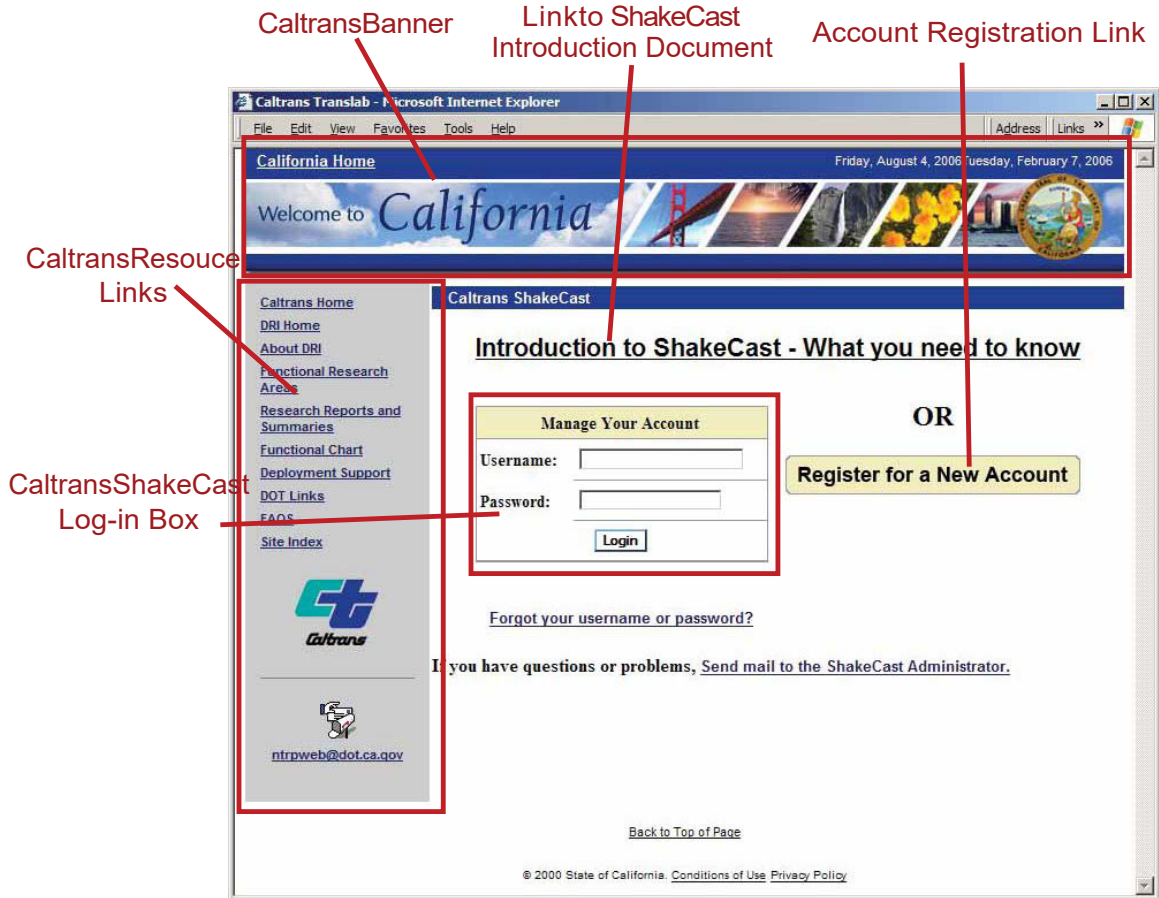 CaltransBanner
Linkto ShakeCast
Introduction Document
Account Registration Link
Caltrans Translab - Microsoft Internet Explorer
File Edit View Favorites Tools Help
Address Links »
California Home
Friday, August 4, 2006Tuesday, February 7, 2006
Welcome to California
CaltransResouce
Links
Caltrans Home
DRI Home
About DRI
Functional Research
Areas
Research Reports and
Summaries
Functional Chart
Deployment Support
DOT Links
FAQS
Site Index
CaltransShakeCast
Log-in Box
Caltrans
ntrpweb@dot.ca.gov
Caltrans ShakeCast
Introduction to ShakeCast - What you need to know
Manage Your Account
Username:
Password:
Login
OR
Register for a New Account
Forgot your username or password?
If you have questions or problems, Send mail to the ShakeCast Administrator.
Back to Top of Page
© 2000 State of California. Conditions of Use Privacy Policy